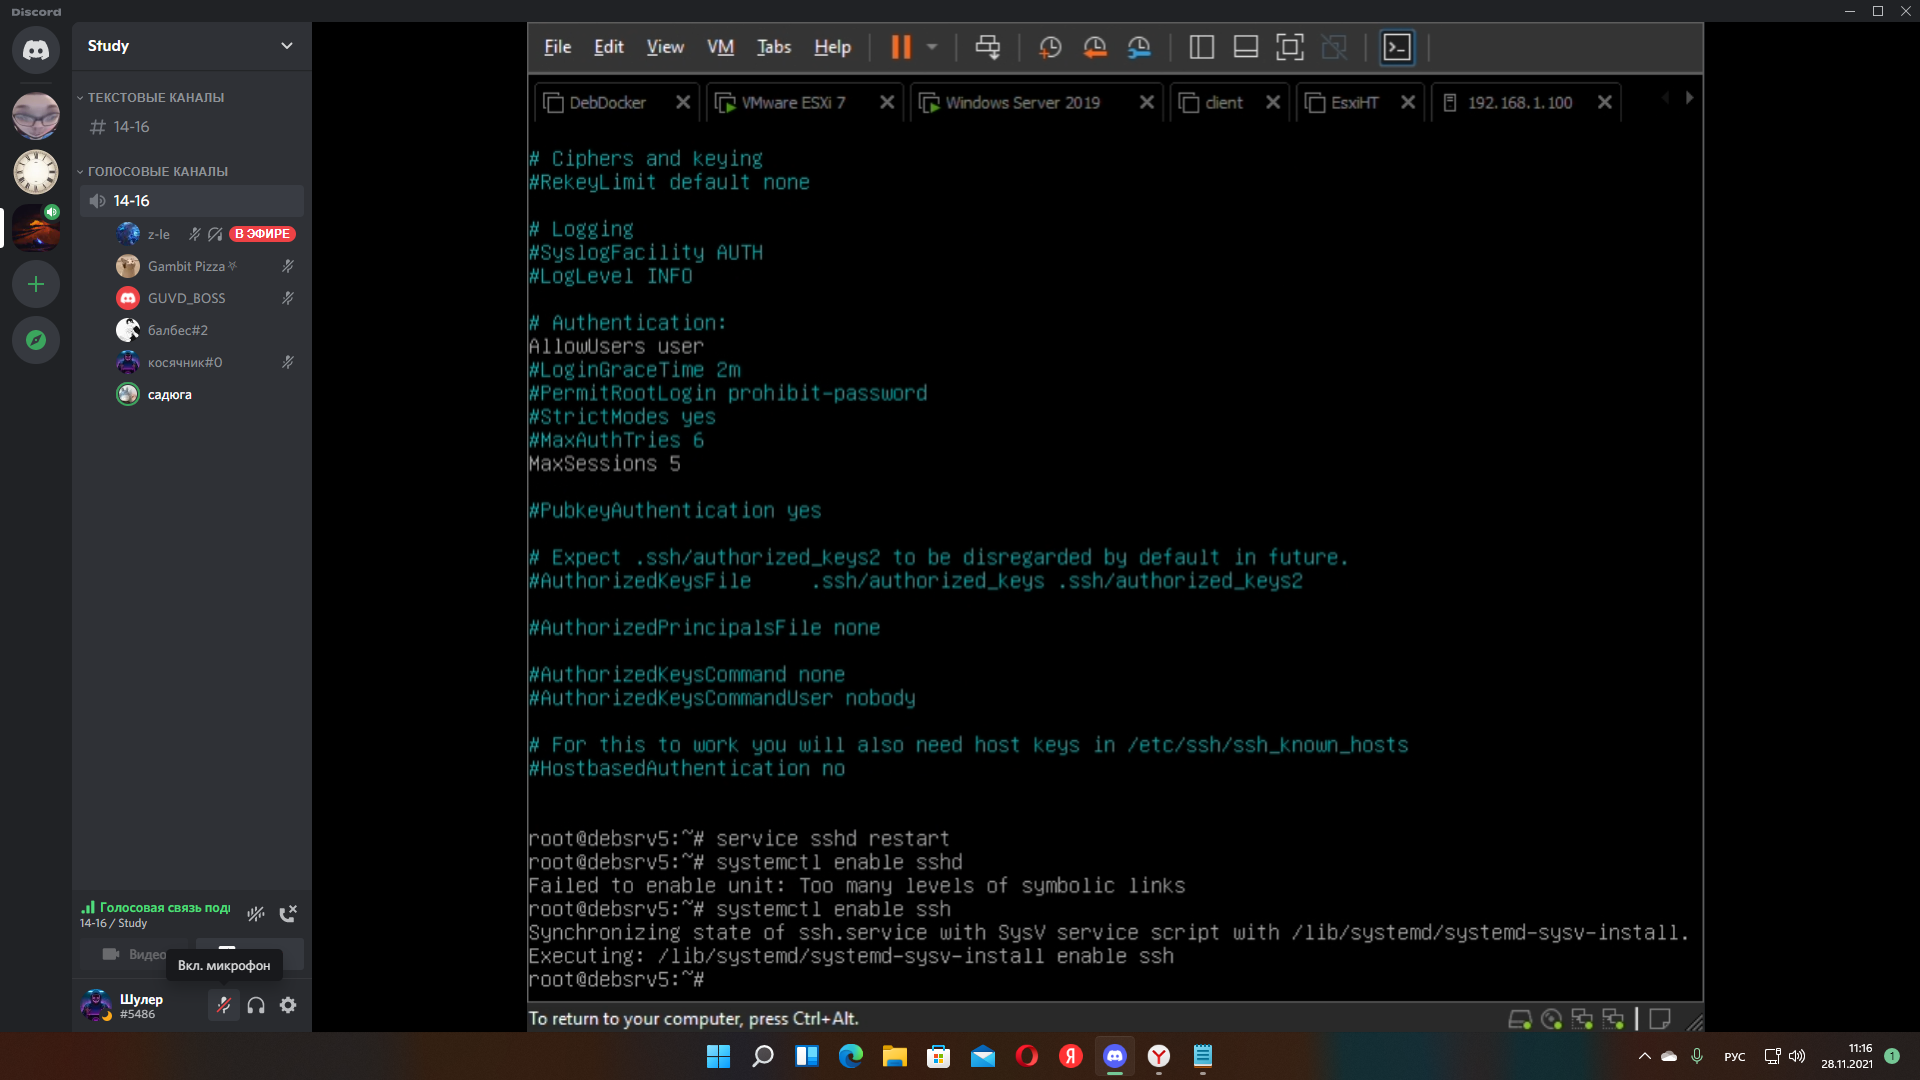 Discord
Study
ТЕКСТОВЫЕ КАНАЛЫ
# 14-16
ГОЛОСОВЫЕ КАНАЛЫ
14-16
z-le В ЭФИРЕ
Gambit Pizza
GUVD_BOSS
балбес#2
косячник#0
садюга
Голосовая связь под
14-16 / Study
Видео
Вкл. микрофон
Шулер
#5486
File Edit View VM Tabs Help
DebDocker VMware ESXi 7 Windows Server 2019 client EsxiHT 192.168.1.100
# Ciphers and keying
#RekeyLimit default none
# Logging
#SyslogFacility AUTH
#LogLevel INFO
# Authentication:
AllowUsers user
#LoginGraceTime 2m
#PermitRootLogin prohibit-password
#StrictModes yes
#MaxAuthTries 6
MaxSessions 5
#PubkeyAuthentication yes
# Expect .ssh/authorized_keys2 to be disregarded by default in future.
#AuthorizedKeysFile .ssh/authorized_keys .ssh/authorized_keys2
#AuthorizedPrincipalsFile none
#AuthorizedKeysCommand none
#AuthorizedKeysCommandUser nobody
# For this to work you will also need host keys in /etc/ssh/ssh_known_hosts
#HostbasedAuthentication no
root@debsrv5:~# service sshd restart
root@debsrv5:~# systemctl enable sshd
Failed to enable unit: Too many levels of symbolic links
root@debsrv5:~# systemctl enable ssh
Synchronizing state of ssh.service with SysV service script with /lib/systemd/systemd-sysv-install.
Executing: /lib/systemd/systemd-sysv-install enable ssh
root@debsrv5:~#
To return to your computer, press Ctrl+Alt.
РУС
11:16
28.11.2021
1